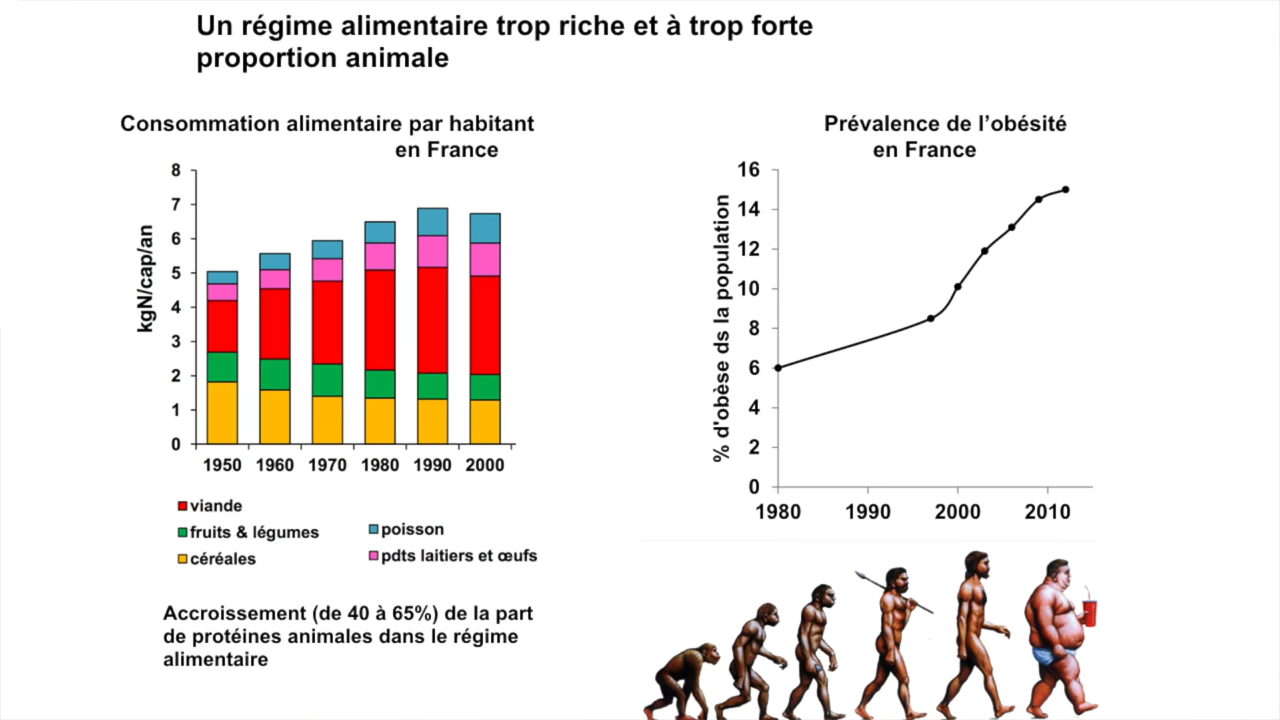 Un régime alimentaire trop riche et à trop forte
proportion animale
Consommation alimentaire par habitant
en France
8
7
6
5
4
3
2
1
0
kgN/cap/an
1950 1960 1970 1980 1990 2000
viande
fruits & légumes
céréales
poisson
pdts laitiers et œufs
Accroissement (de 40 à 65%) de la part
de protéines animales dans le régime
alimentaire
Prévalence de l'obésité
en France
16
14
12
10
8
6
4
2
0
% d'obèse ds la population
1980 1990 2000 2010